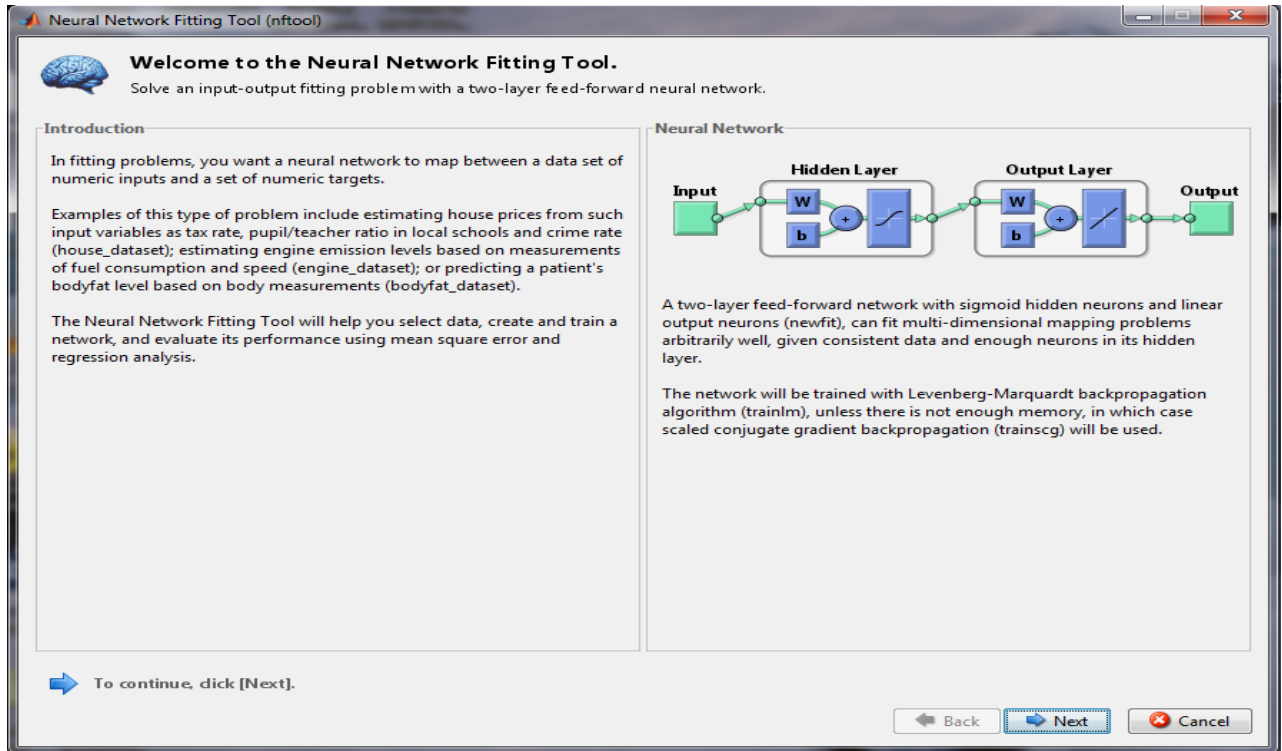 Neural Network Fitting Tool (nftool)
Welcome to the Neural Network Fitting Tool.
Solve an input-output fitting problem with a two-layer feed-forward neural network.
Introduction
In fitting problems, you want a neural network to map between a data set of
numeric inputs and a set of numeric targets.
Examples of this type of problem include estimating house prices from such
input variables as tax rate, pupil/teacher ratio in local schools and crime rate
(house_dataset); estimating engine emission levels based on measurements
of fuel consumption and speed (engine_dataset); or predicting a patient's
bodyfat level based on body measurements (bodyfat_dataset).
The Neural Network Fitting Tool will help you select data, create and train a
network, and evaluate its performance using mean square error and
regression analysis.
Neural Network
Hidden Layer
Output Layer
Input
Output
W
b
+
W
b
+
A two-layer feed-forward network with sigmoid hidden neurons and linear
output neurons (newfit), can fit multi-dimensional mapping problems
arbitrarily well, given consistent data and enough neurons in its hidden
layer.
The network will be trained with Levenberg-Marquardt backpropagation
algorithm (trainlm), unless there is not enough memory, in which case
scaled conjugate gradient backpropagation (trainscg) will be used.
To continue, click [Next].
Back
Next
Cancel